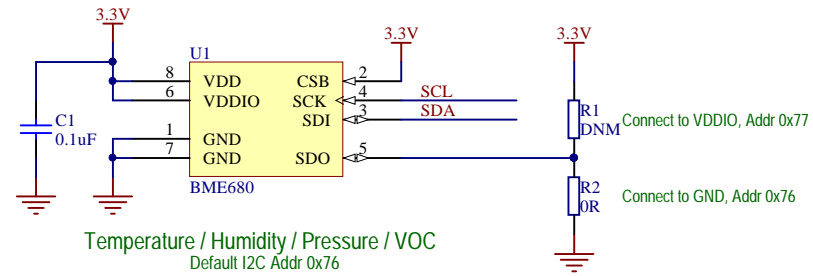 3.3V
3.3V
3.3V
U1
8 VDD CSB 2
6 VDDIO SCK 4 SCL
SDI 3 SDA
1 GND
7 GND SDO 5
BME680
C1
0.1uF
R1
DNM
Connect to VDDIO, Addr 0x77
R2
0R
Connect to GND, Addr 0x76
Temperature / Humidity / Pressure / VOC
Default I2C Addr 0x76